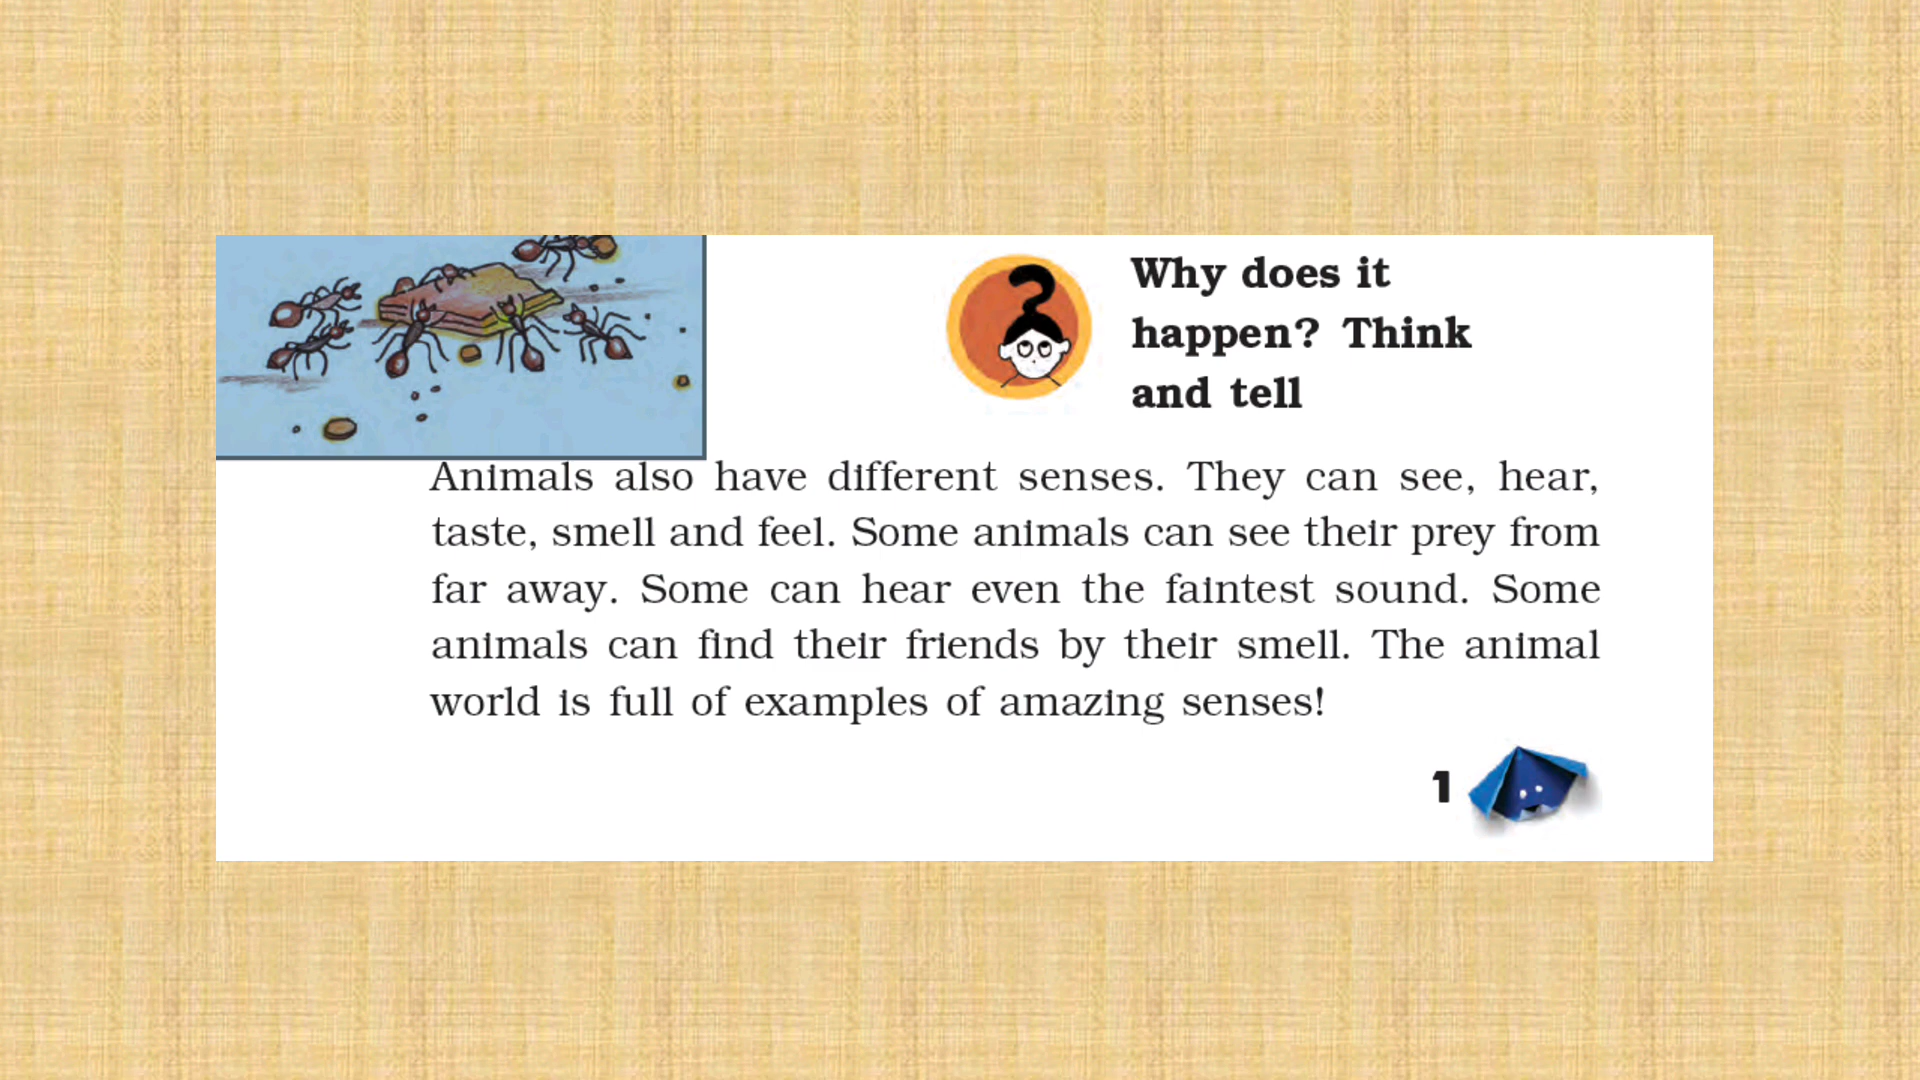 Why does it
happen? Think
and tell
Animals also have different senses. They can see, hear,
taste, smell and feel. Some animals can see their prey from
far away. Some can hear even the faintest sound. Some
animals can find their friends by their smell. The animal
world is full of examples of amazing senses!
1